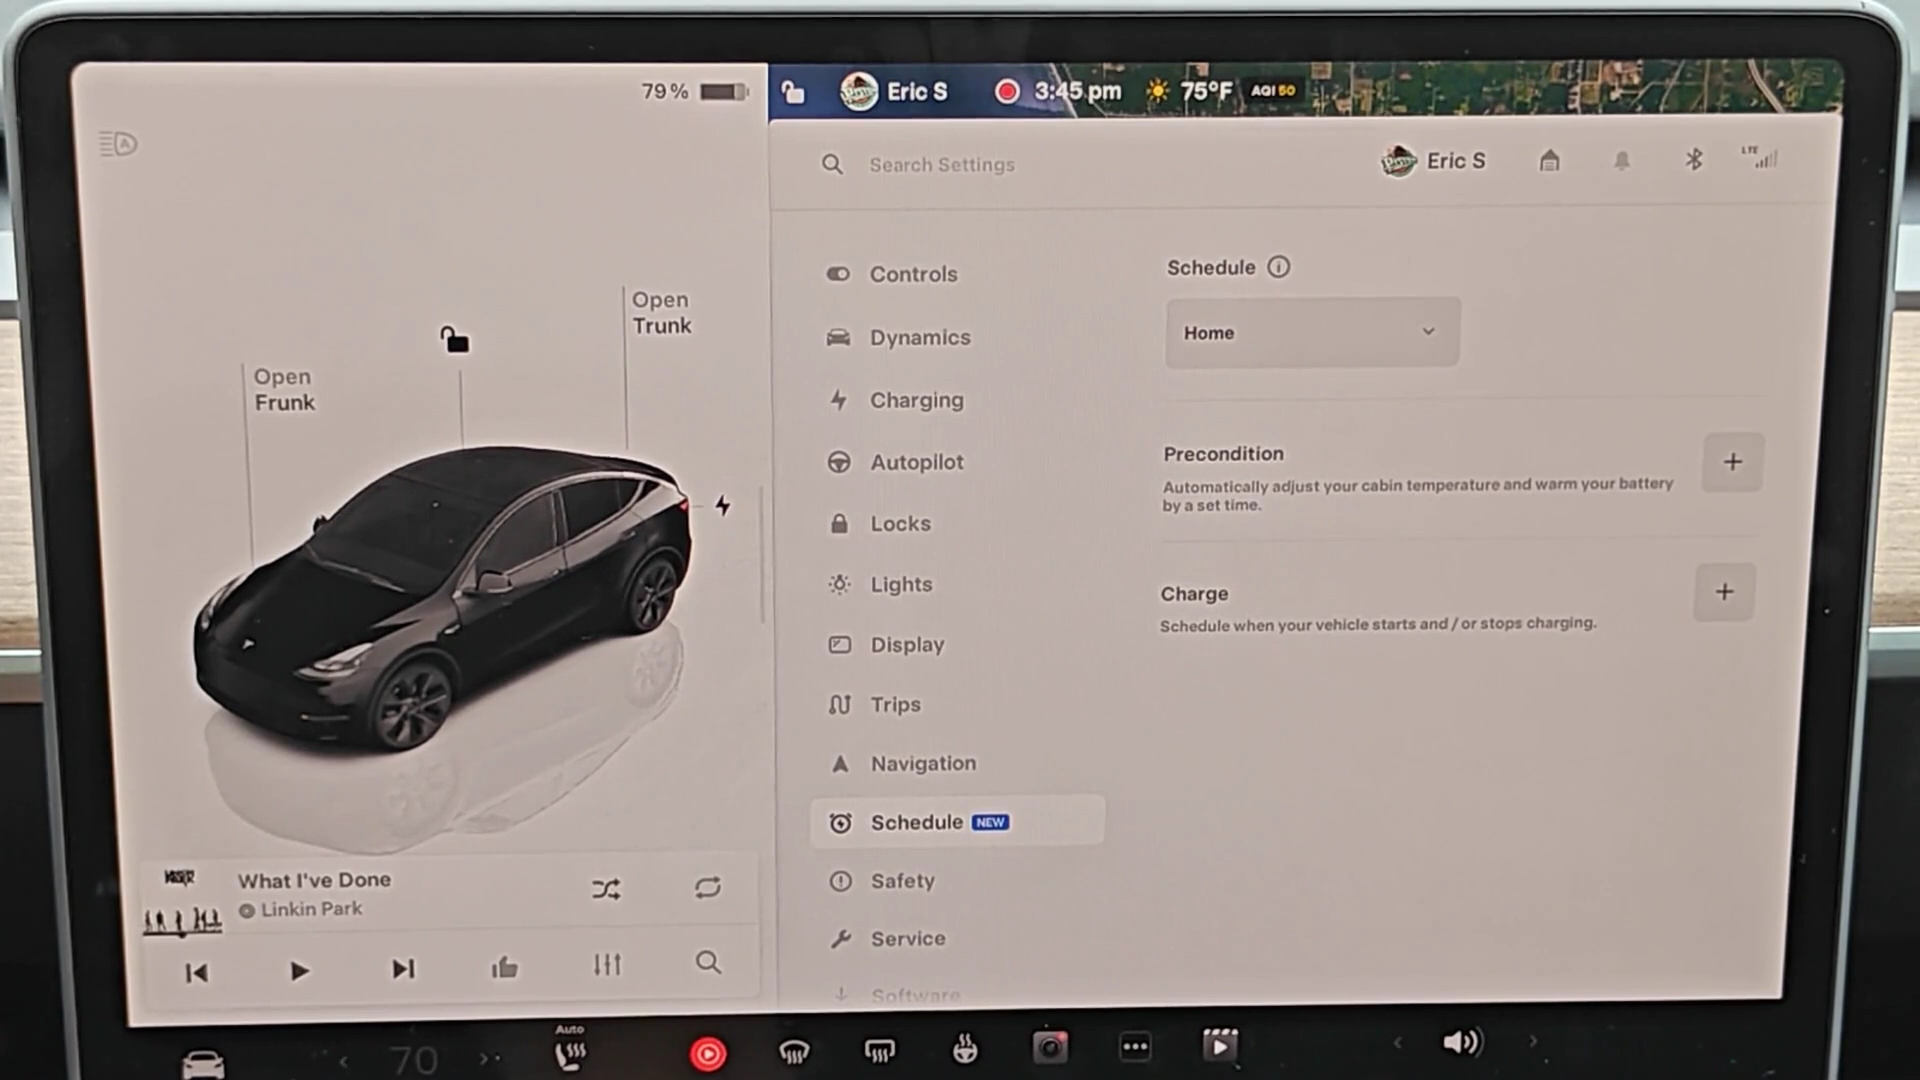 79 %
Eric S
3:45 pm
75°F
AQI 50
Search Settings
Eric S
LTE
Open
Trunk
Open
Frunk
Controls
Dynamics
Charging
Autopilot
Locks
Lights
Display
Trips
Navigation
Schedule NEW
Safety
Service
Software
Schedule
Home
Precondition
Automatically adjust your cabin temperature and warm your battery
by a set time.
Charge
Schedule when your vehicle starts and / or stops charging.
What I've Done
Linkin Park
70
Auto